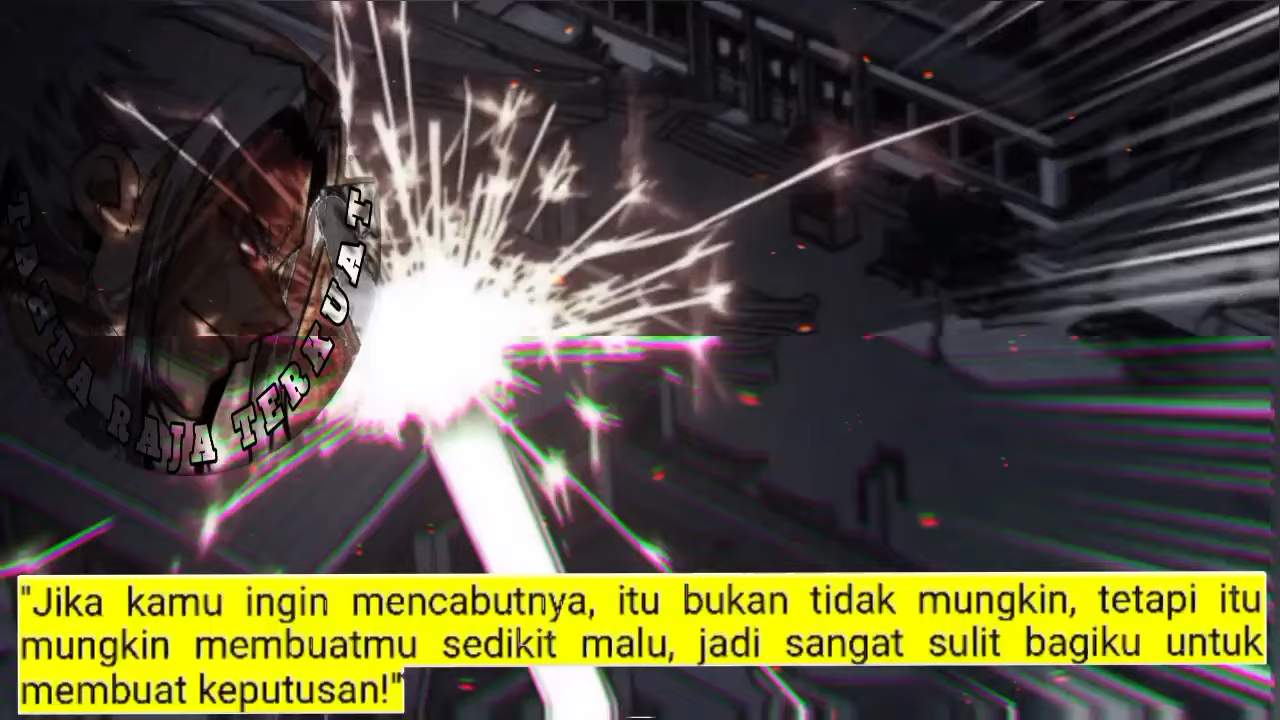 TAHTA RAJA TERKUAT
"Jika kamu ingin mencabutnya, itu bukan tidak mungkin, tetapi itu
mungkin membuatmu sedikit malu, jadi sangat sulit bagiku untuk
membuat keputusan!"